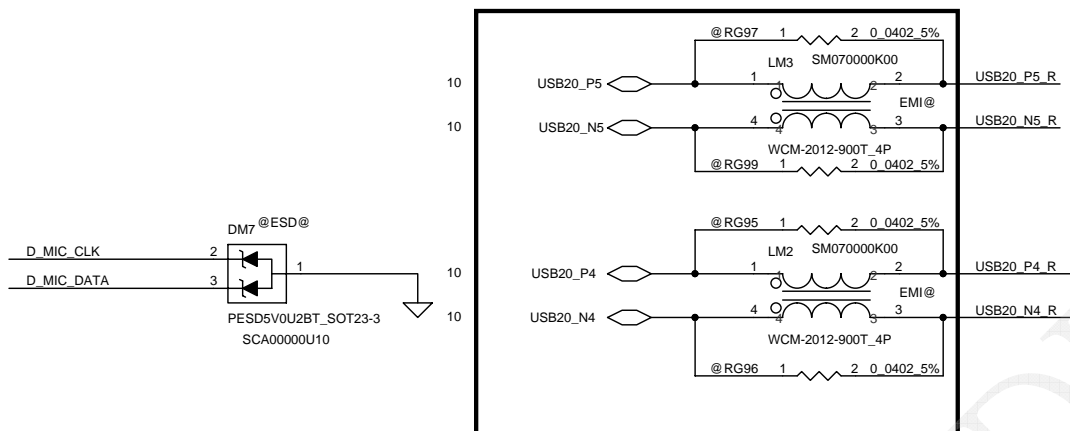 @RG97 1 2 0_0402_5%
LM3 SM070000K00
10 USB20_P5 1 1 2 2 USB20_P5_R
EMI@
10 USB20_N5 4 4 3 3 USB20_N5_R
WCM-2012-900T_4P
@RG99 1 2 0_0402_5%
@RG95 1 2 0_0402_5%
DM7 @ESD@
LM2 SM070000K00
D_MIC_CLK 2
1
10 USB20_P4 1 1 2 2 USB20_P4_R
D_MIC_DATA 3
EMI@
10 USB20_N4 4 4 3 3 USB20_N4_R
PESD5V0U2BT_SOT23-3
SCA00000U10
WCM-2012-900T_4P
@RG96 1 2 0_0402_5%